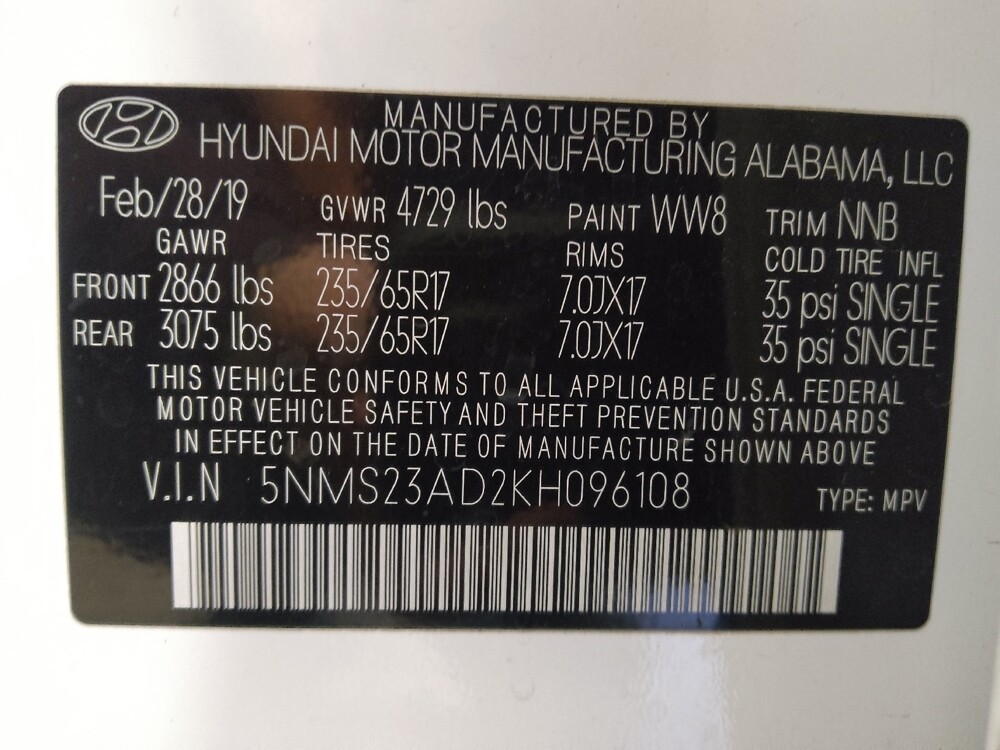 MANUFACTURED BY
HYUNDAI MOTOR MANUFACTURING ALABAMA, LLC
Feb/28/19 GVWR 4729 lbs PAINT WW8 TRIM NNB
GAWR TIRES RIMS COLD TIRE INFL
FRONT 2866 lbs 235/65R17 7.0JX17 35 psi SINGLE
REAR 3075 lbs 235/65R17 7.0JX17 35 psi SINGLE
THIS VEHICLE CONFORMS TO ALL APPLICABLE U.S.A. FEDERAL
MOTOR VEHICLE SAFETY AND THEFT PREVENTION STANDARDS
IN EFFECT ON THE DATE OF MANUFACTURE SHOWN ABOVE
V.I.N 5NMS23AD2KH096108 TYPE: MPV